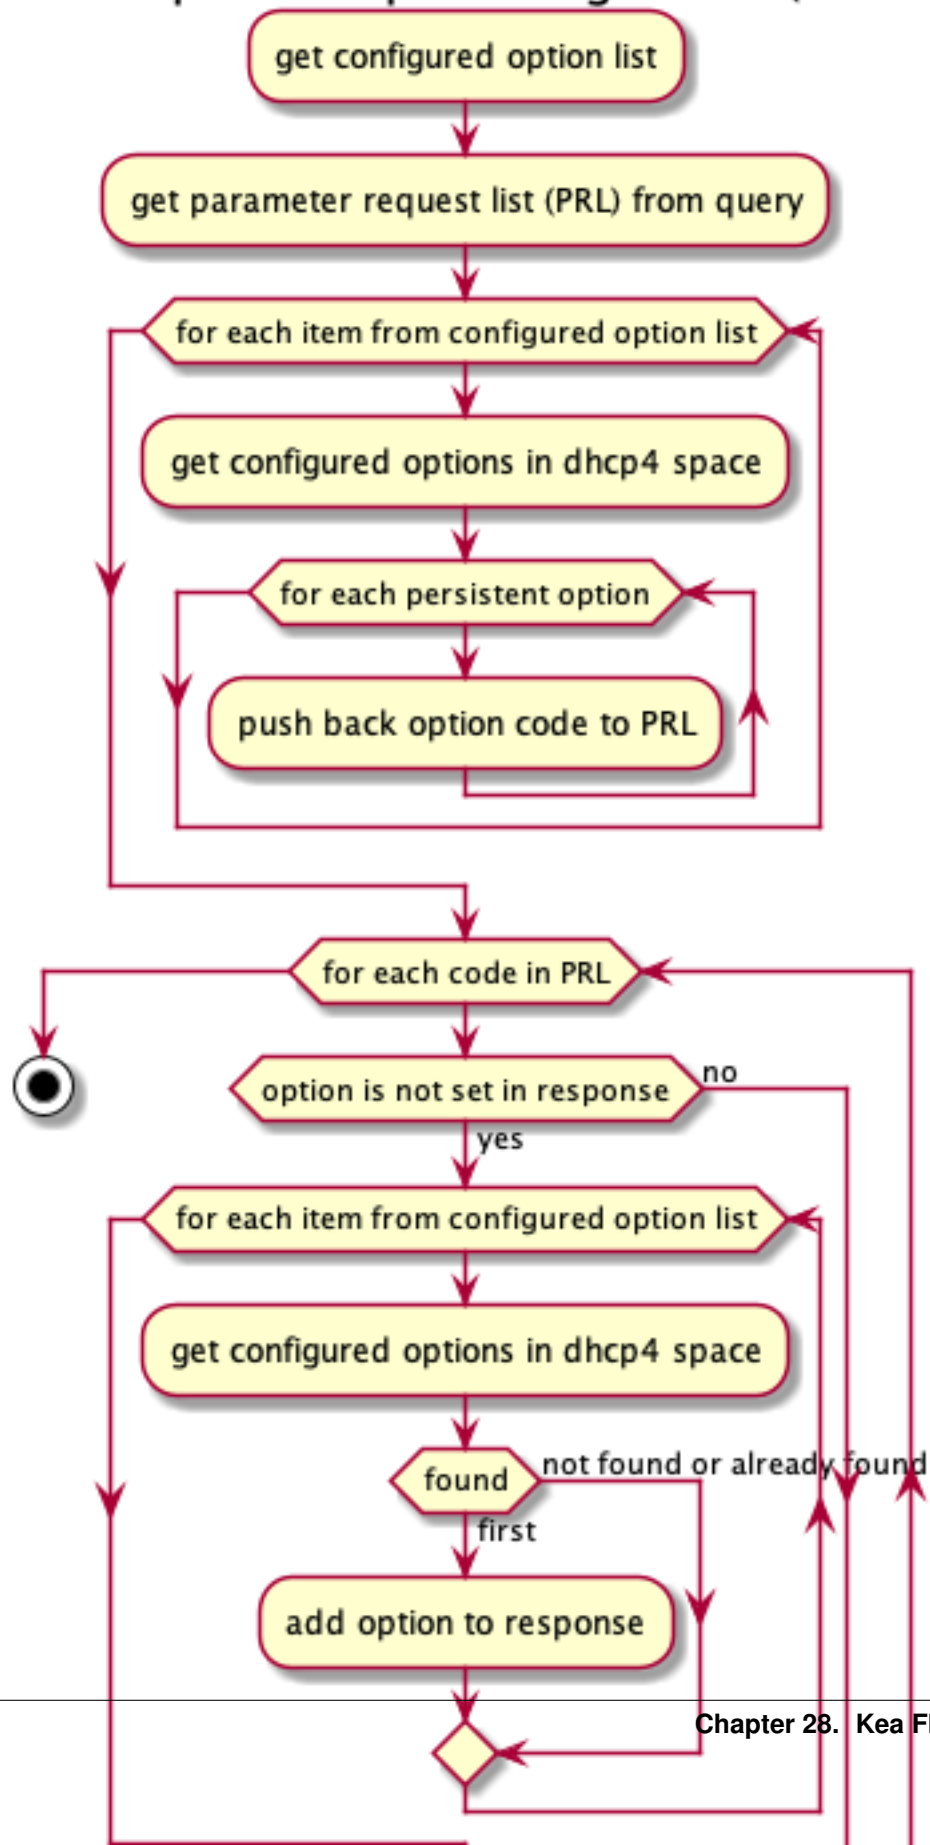 get configured option list
get parameter request list (PRL) from query
for each item from configured option list
get configured options in dhcp4 space
for each persistent option
push back option code to PRL
for each code in PRL
option is not set in response
no
yes
for each item from configured option list
get configured options in dhcp4 space
found
not found or already found
first
add option to response
Chapter 28. Kea